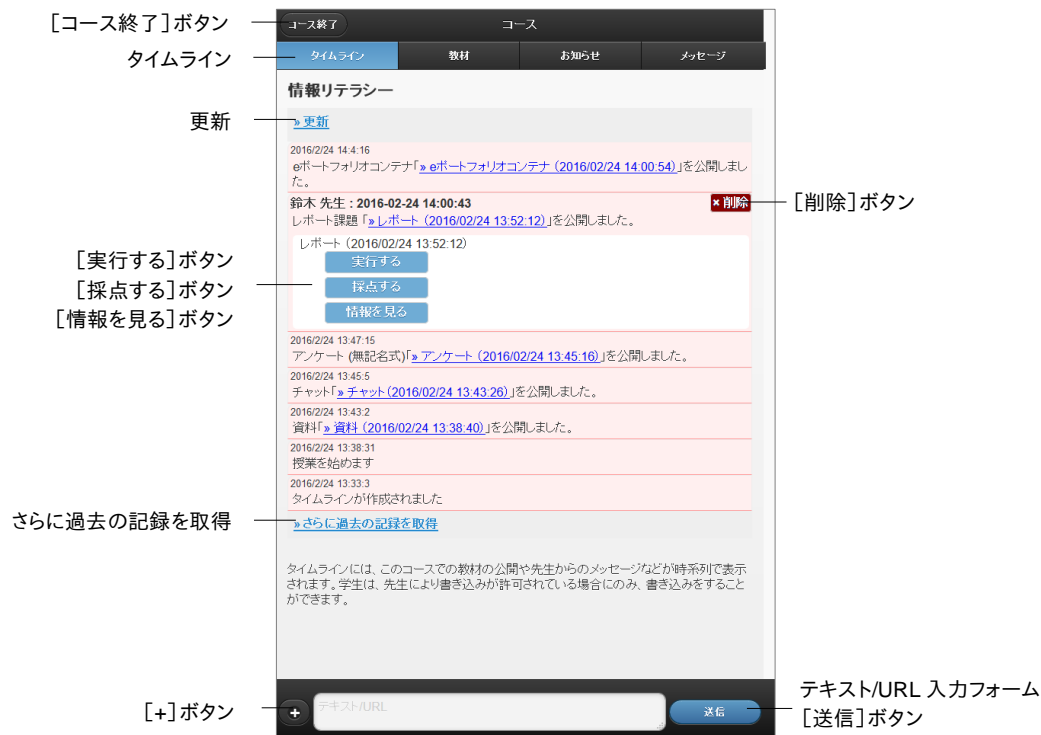 ［コース終了］ボタン
コース終了
コース
タイムライン
タイムライン
教材
お知らせ
メッセージ
情報リテラシー
更新
» 更新
2016/2/24 14:4:16
eポートフォリオコンテナ「» eポートフォリオコンテナ（2016/02/24 14:00:54）」を公開しまし
た。
鈴木 先生 : 2016-02-24 14:00:43
×削除
［削除］ボタン
レポート課題「» レポート（2016/02/24 13:52:12）」を公開しました。
レポート（2016/02/24 13:52:12）
［実行する］ボタン
実行する
［採点する］ボタン
採点する
［情報を見る］ボタン
情報を見る
2016/2/24 13:47:15
アンケート (無記名式)「» アンケート（2016/02/24 13:45:16）」を公開しました。
2016/2/24 13:45:5
チャット「» チャット（2016/02/24 13:43:26）」を公開しました。
2016/2/24 13:43:2
資料「» 資料（2016/02/24 13:38:40）」を公開しました。
2016/2/24 13:38:31
授業を始めます
2016/2/24 13:33:3
タイムラインが作成されました
さらに過去の記録を取得
» さらに過去の記録を取得
タイムラインには、このコースでの教材の公開や先生からのメッセージなどが時系列で表示
されます。学生は、先生により書き込みが許可されている場合にのみ、書き込みをすること
ができます。
［+］ボタン
+
テキスト/URL
送信
テキスト/URL 入力フォーム
［送信］ボタン